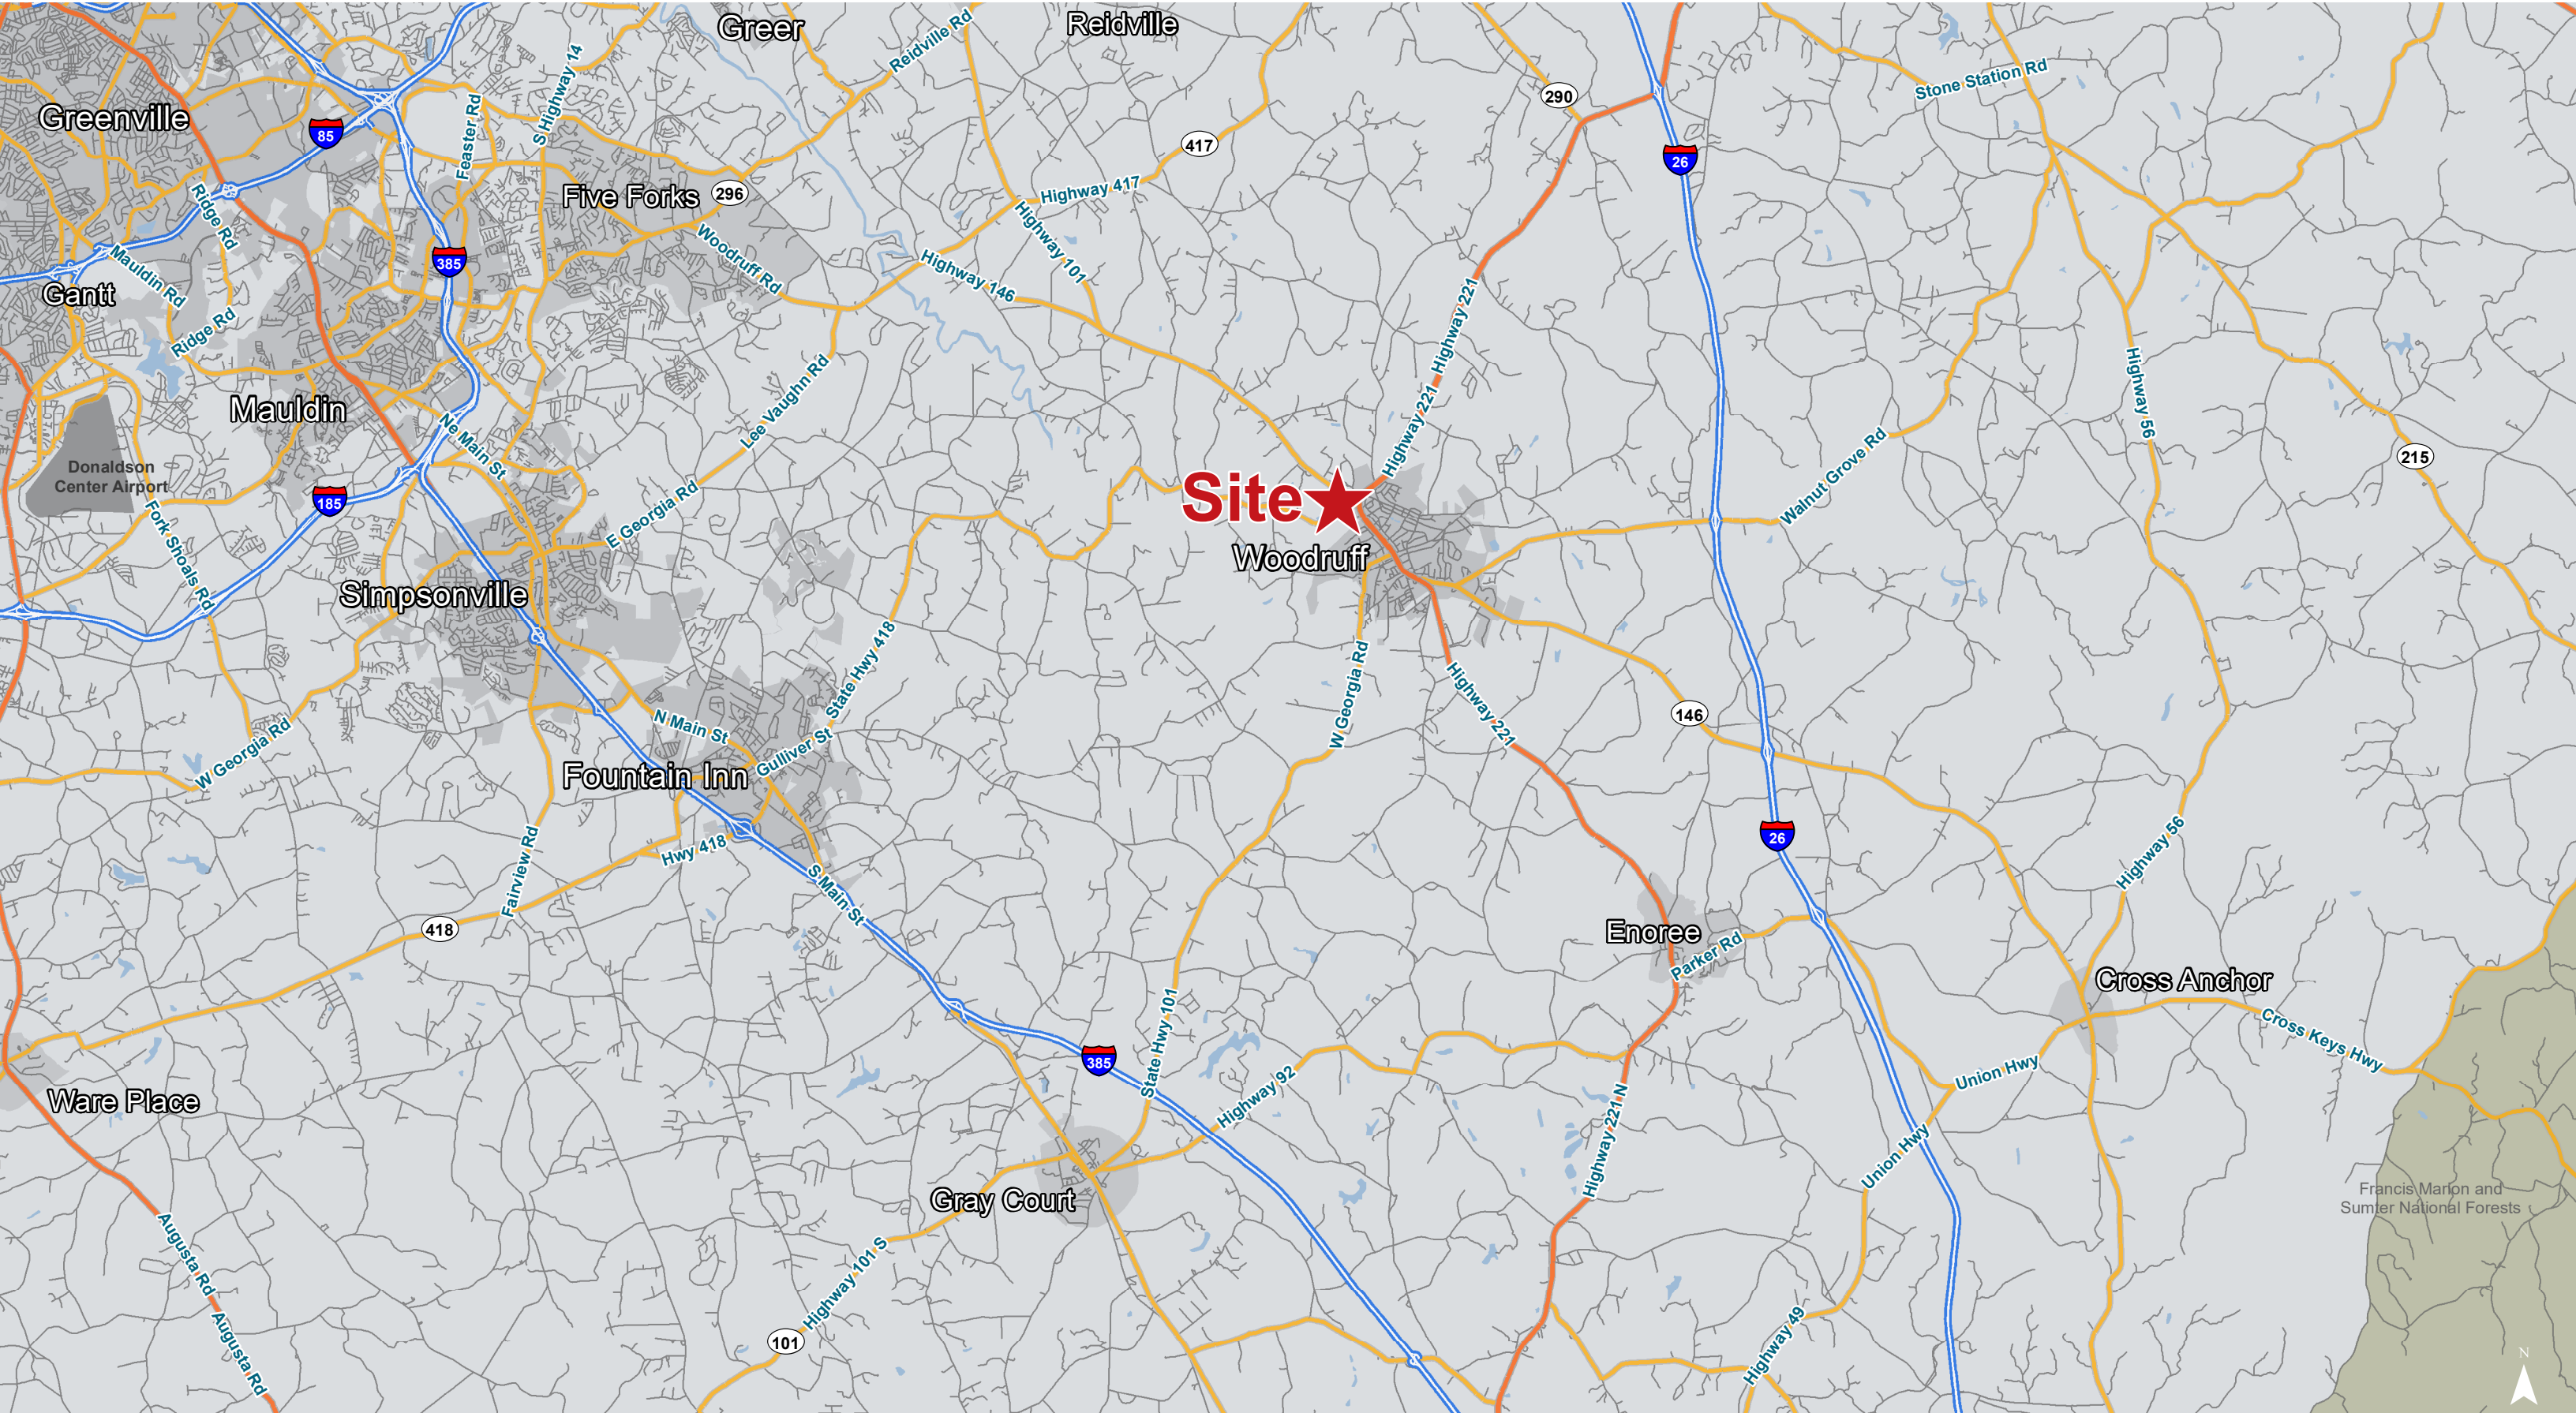 Greer
Reidville
Reidville Rd
S Highway 14
Stone Station Rd
290
Greenville
85
Feaster Rd
417
26
Five Forks
296
Highway 417
Ridge Rd
Highway 101
Woodruff Rd
385
Mauldin Rd
Highway 146
Gantt
Highway 221
Ridge Rd
Lee Vaughn Rd
Highway 56
Mauldin
Ne Main St
Highway 221
215
Donaldson
Center Airport
185
Site
Walnut Grove Rd
E Georgia Rd
Fork Shoals Rd
Woodruff
Simpsonville
State Hwy 418
W Georgia Rd
Highway 221
146
N Main St
W Georgia Rd
Gulliver St
Fountain Inn
26
Hwy 418
Fairview Rd
Highway 56
S Main St
418
Enoree
Parker Rd
Cross Anchor
State Hwy 101
Cross Keys Hwy
385
Union Hwy
Highway 92
Ware Place
Highway 221 N
Union Hwy
Gray Court
Francis Marion and
Sumter National Forests
Augusta Rd
Highway 101 S
Augusta Rd
101
Highway 49
N